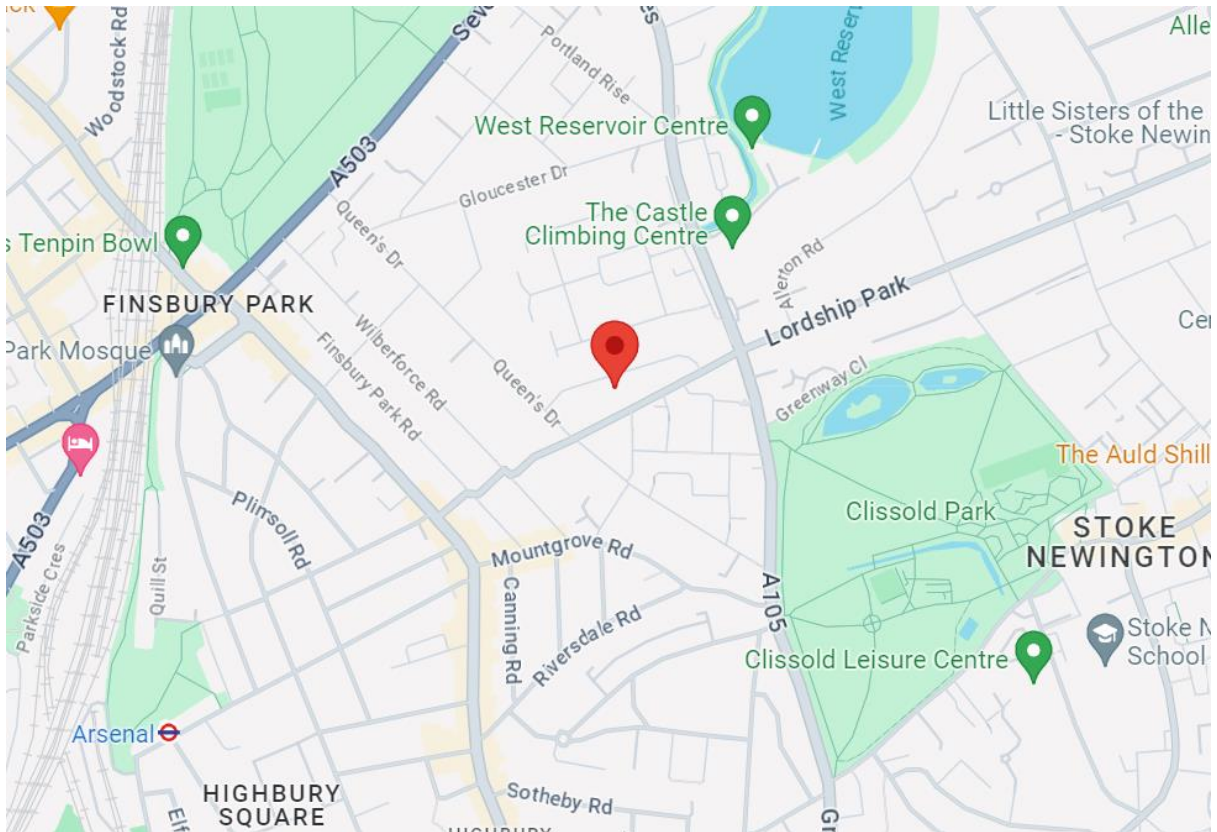 Woodstock Rd
Portland Rise
Alle
West Reservoir Centre
Little Sisters of the
- Stoke Newin
A503
Gloucester Dr
Queen's Dr
The Castle
Climbing Centre
s Tenpin Bowl
Allerton Rd
FINSBURY PARK
Lordship Park
Park Mosque
Wilberforce Rd
Finsbury Park Rd
Queen's Dr
Greenway Cl
The Auld Shill
Plimsoll Rd
Clissold Park
STOKE
NEWINGTON
A503
Mountgrove Rd
Quill St
Parkside Cres
Canning Rd
Riversdale Rd
A105
Clissold Leisure Centre
Stoke N
School
Arsenal
HIGHBURY
SQUARE
Sotheby Rd